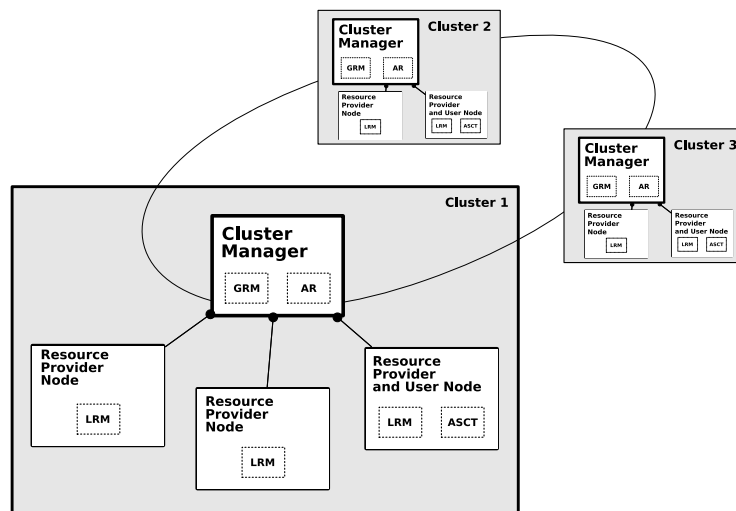 Cluster 2
Cluster
Manager
GRM AR
Resource
Provider
Node
LRM
Resource
Provider
and User Node
LRM ASCT
Cluster 3
Cluster
Manager
GRM AR
Resource
Provider
Node
LRM
Resource
Provider
and User Node
LRM ASCT
Cluster 1
Cluster
Manager
GRM AR
Resource
Provider
Node
LRM
Resource
Provider
Node
LRM
Resource
Provider
and User Node
LRM ASCT